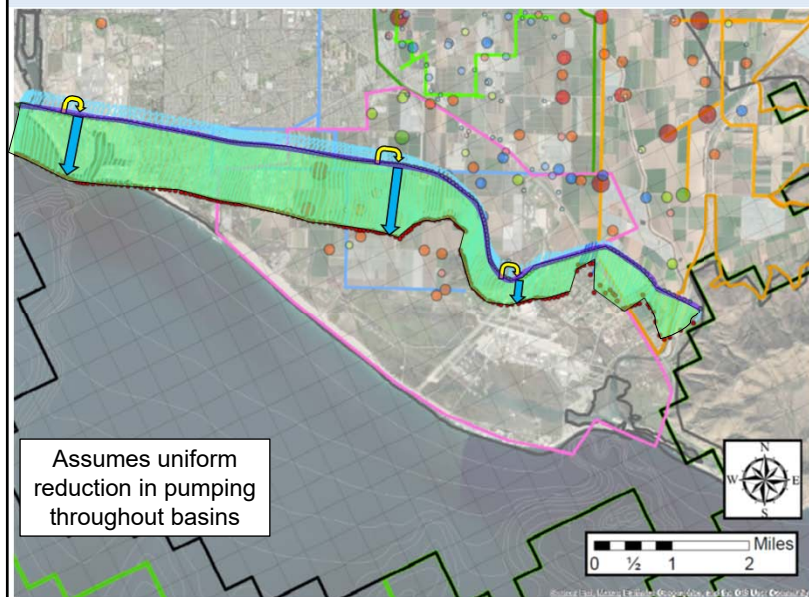 Assumes uniform
reduction in pumping
throughout basins
N
W E
S
Miles
0 ½ 1 2